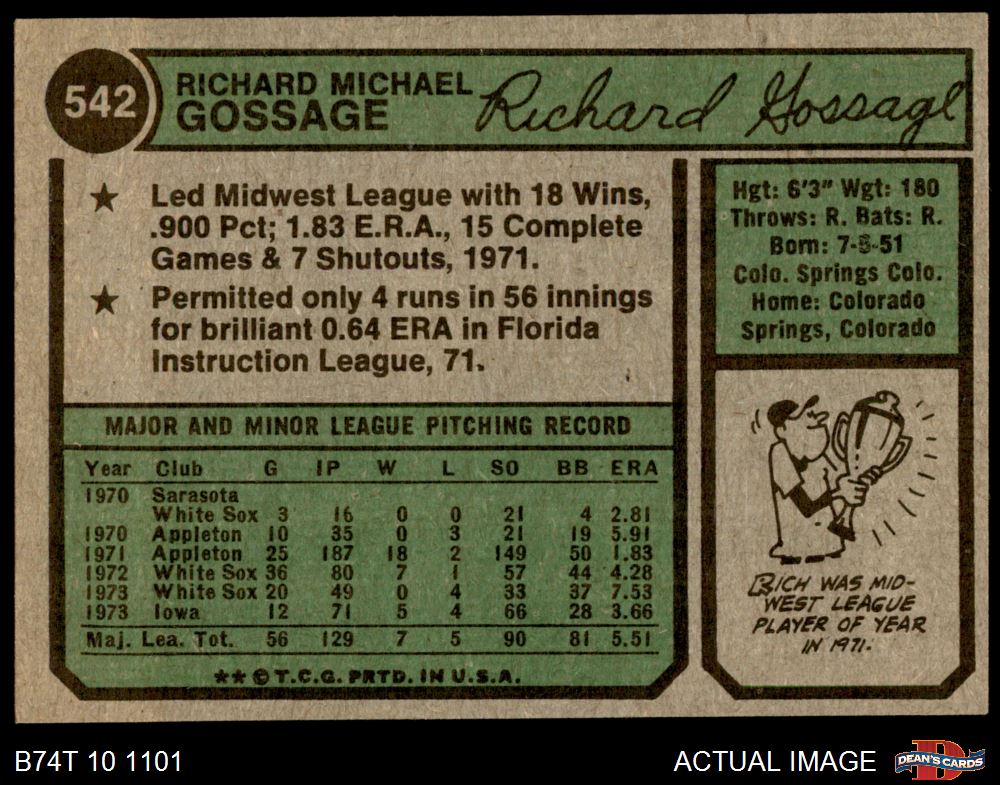 542
RICHARD MICHAEL
GOSSAGE
Richard Gossage
★ Led Midwest League with 18 Wins,
.900 Pct; 1.83 E.R.A., 15 Complete
Games & 7 Shutouts, 1971.
★ Permitted only 4 runs in 56 innings
for brilliant 0.64 ERA in Florida
Instruction League, 71.
Hgt: 6'3" Wgt: 180
Throws: R. Bats: R.
Born: 7-5-51
Colo. Springs Colo.
Home: Colorado
Springs, Colorado
MAJOR AND MINOR LEAGUE PITCHING RECORD
Year Club G IP W L SO BB ERA
1970 Sarasota
White Sox 3 16 0 0 21 4 2.81
1970 Appleton 10 35 0 3 21 19 5.91
1971 Appleton 25 187 18 2 149 50 1.83
1972 White Sox 36 80 7 1 57 44 4.28
1973 White Sox 20 49 0 4 33 37 7.53
1973 Iowa 12 71 5 4 66 28 3.66
Maj. Lea. Tot. 56 129 7 5 90 81 5.51
★★ © T.C.G. PRTD. IN U.S.A.
RICH WAS MID-
WEST LEAGUE
PLAYER OF YEAR
IN 1971.
B74T 10 1101
ACTUAL IMAGE
DEAN'S CARDS